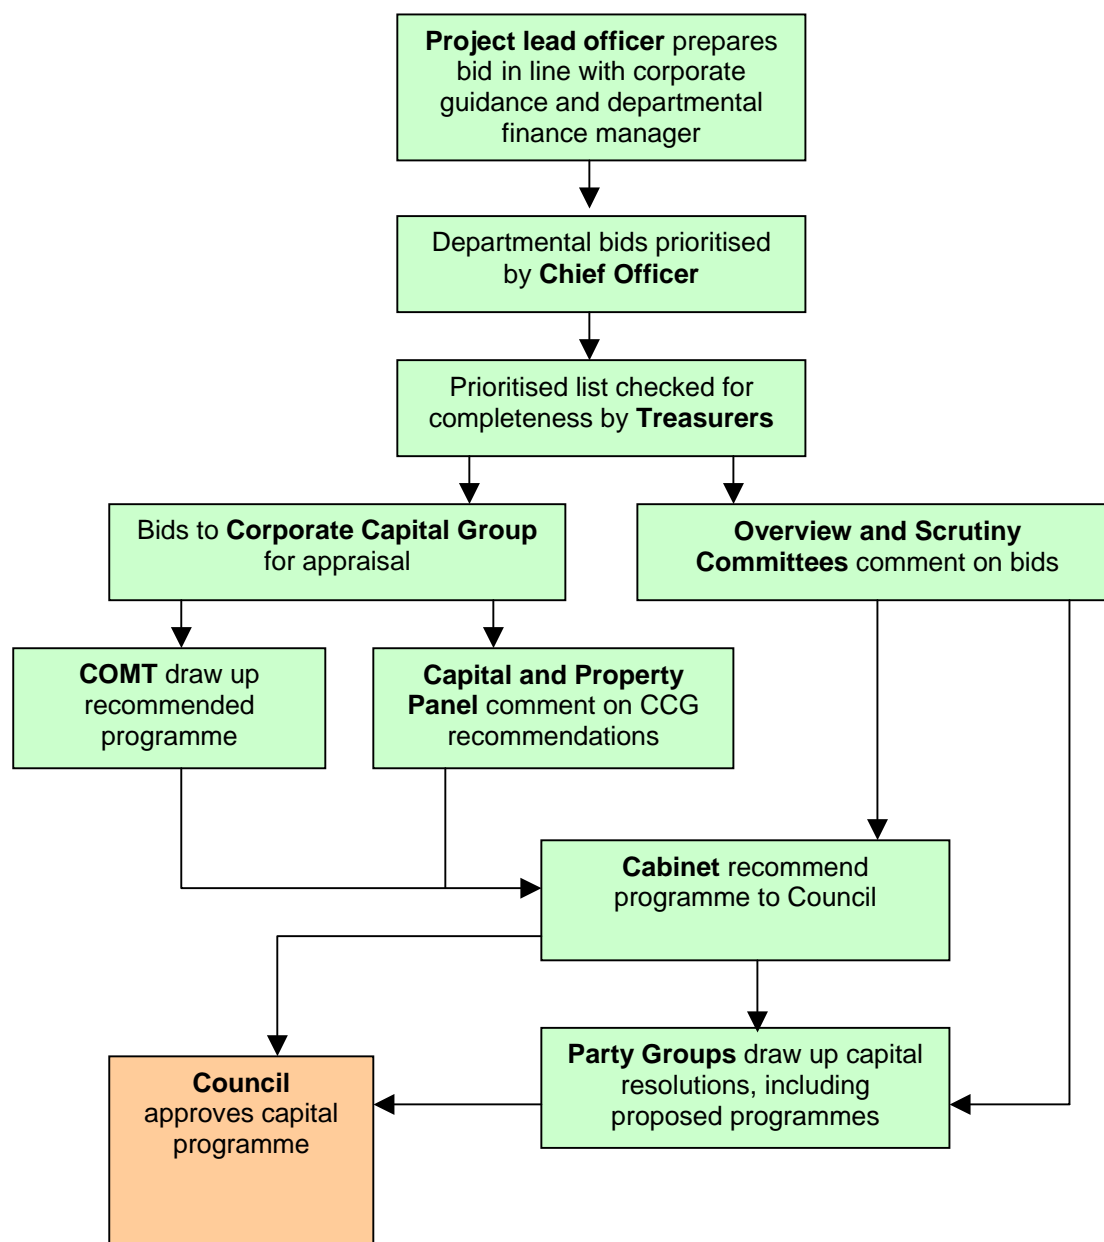 Project lead officer prepares
bid in line with corporate
guidance and departmental
finance manager
Departmental bids prioritised
by Chief Officer
Prioritised list checked for
completeness by Treasurers
Bids to Corporate Capital Group
for appraisal
Overview and Scrutiny
Committees comment on bids
COMT draw up
recommended
programme
Capital and Property
Panel comment on CCG
recommendations
Cabinet recommend
programme to Council
Party Groups draw up capital
resolutions, including
proposed programmes
Council
approves capital
programme